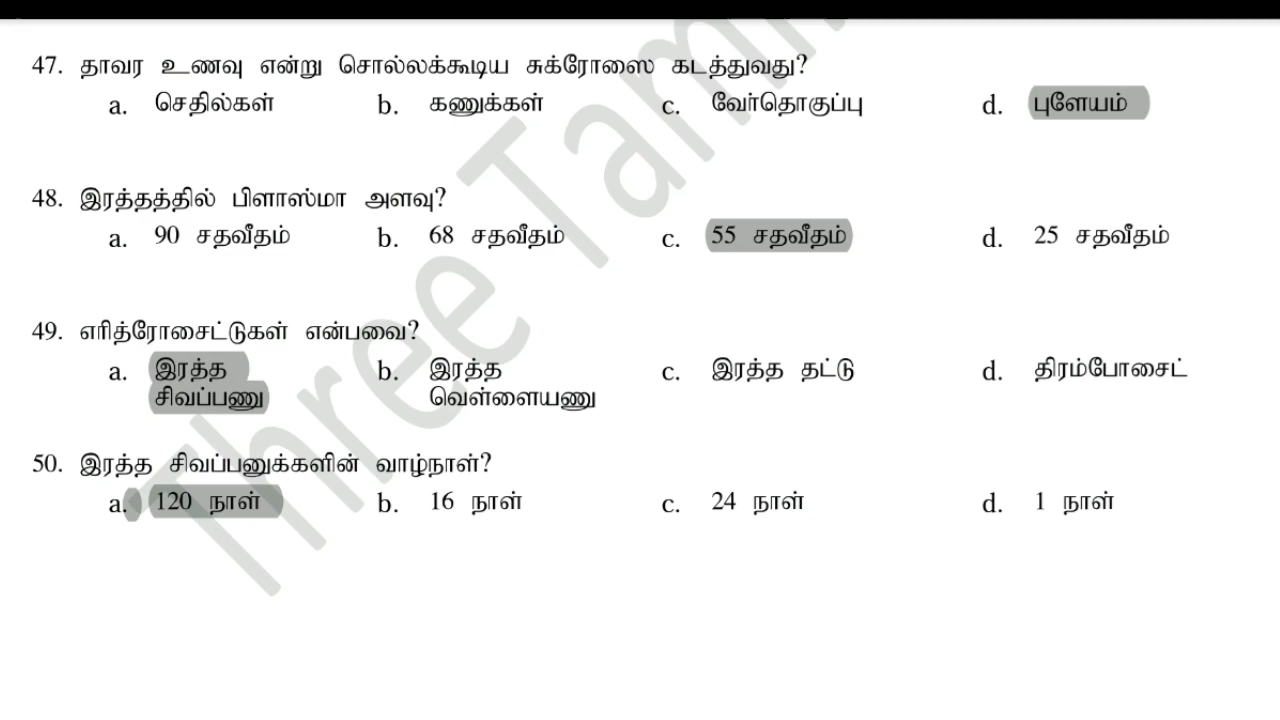 47. தாவர உணவு என்று சொல்லக்கூடிய சுக்ரோஸை கடத்துவது?
a. செதில்கள் b. கணுக்கள் c. வேர்தொகுப்பு d. புளேயம்
48. இரத்தத்தில் பிளாஸ்மா அளவு?
a. 90 சதவீதம் b. 68 சதவீதம் c. 55 சதவீதம் d. 25 சதவீதம்
49. எரித்ரோசைட்டுகள் என்பவை?
a. இரத்த b. இரத்த c. இரத்த தட்டு d. திரம்போசைட்
சிவப்பணு வெள்ளையணு
50. இரத்த சிவப்பனுக்களின் வாழ்நாள்?
a. 120 நாள் b. 16 நாள் c. 24 நாள் d. 1 நாள்
Three Tamil